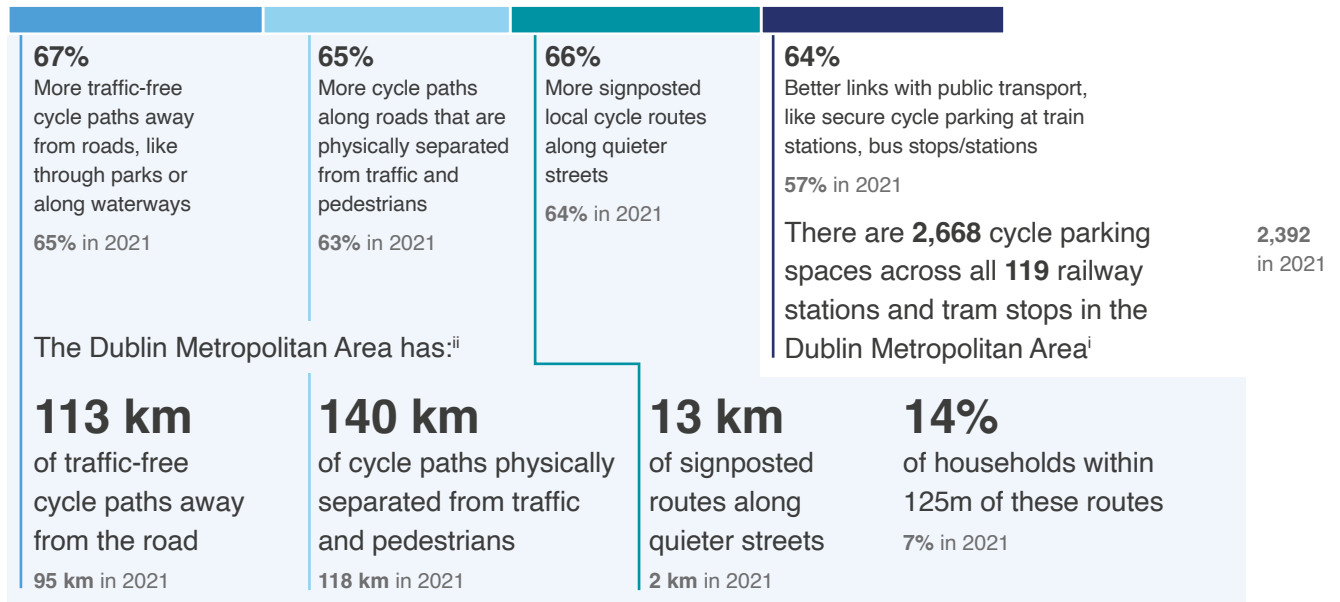 67%
More traffic-free
cycle paths away
from roads, like
through parks or
along waterways
65% in 2021
65%
More cycle paths
along roads that are
physically separated
from traffic and
pedestrians
63% in 2021
66%
More signposted
local cycle routes
along quieter
streets
64% in 2021
64%
Better links with public transport,
like secure cycle parking at train
stations, bus stops/stations
57% in 2021
There are 2,668 cycle parking
spaces across all 119 railway
stations and tram stops in the
Dublin Metropolitan Areaⁱ
2,392
in 2021
The Dublin Metropolitan Area has:ⁱⁱ
113 km
of traffic-free
cycle paths away
from the road
95 km in 2021
140 km
of cycle paths physically
separated from traffic
and pedestrians
118 km in 2021
13 km
of signposted
routes along
quieter streets
2 km in 2021
14%
of households within
125m of these routes
7% in 2021